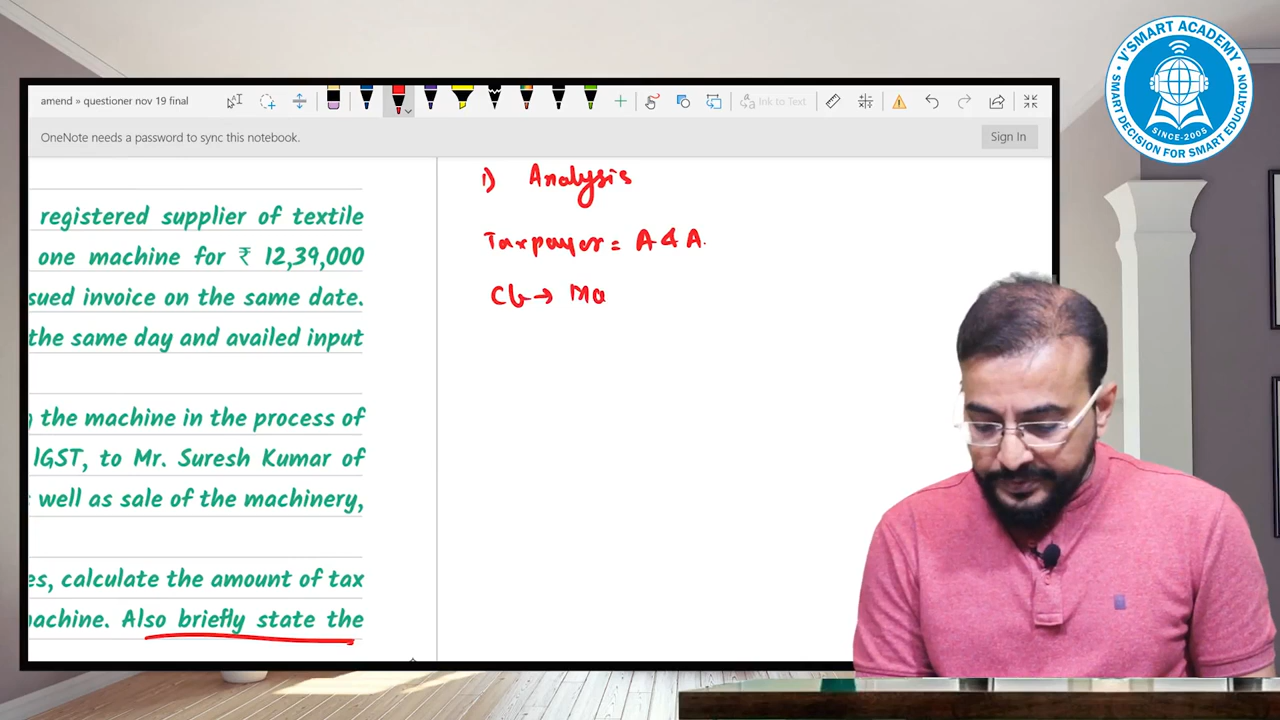 V'SMART ACADEMY
SMART DECISION FOR SMART EDUCATION
SINCE-2005
amend » questioner nov 19 final
Ink to Text
OneNote needs a password to sync this notebook.
Sign In
registered supplier of textile
one machine for ₹ 12,39,000
sued invoice on the same date.
the same day and availed input
the machine in the process of
IGST, to Mr. Suresh Kumar of
well as sale of the machinery,
es, calculate the amount of tax
achine. Also briefly state the
1) Analysis
Taxpayer = A & A.
CG → Ma